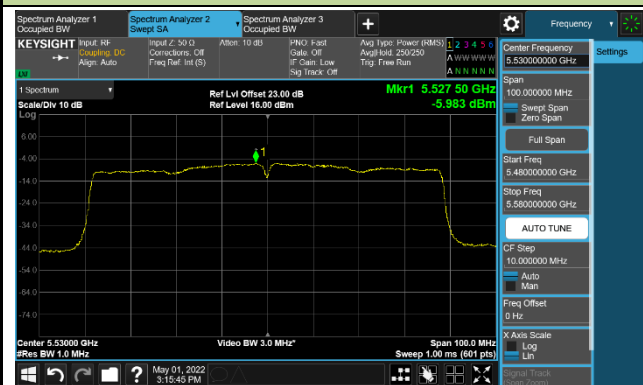 Spectrum Analyzer 1
Occupied BW
Spectrum Analyzer 2
Swept SA
Spectrum Analyzer 3
Occupied BW
+
Frequency
KEYSIGHT
Input: RF
Coupling: DC
Align: Auto
Input Z: 50 Ω
Corrections: Off
Freq Ref: Int (S)
Atten: 10 dB
PNO: Fast
Gate: Off
IF Gain: Low
Sig Track: Off
Avg Type: Power (RMS)
Avg|Hold: 250/250
Trig: Free Run
1 2 3 4 5 6
A W W W W W
A N N N N N
LXI
1 Spectrum
Scale/Div 10 dB
Log
Ref Lvl Offset 23.00 dB
Ref Level 16.00 dBm
Mkr1 5.527 50 GHz
-5.983 dBm
6.00
-4.00
-14.0
-24.0
-34.0
-44.0
-54.0
-64.0
-74.0
1
Center 5.53000 GHz
#Res BW 1.0 MHz
Video BW 3.0 MHz*
Span 100.0 MHz
Sweep 1.00 ms (601 pts)
Center Frequency
5.530000000 GHz
Settings
Span
100.000000 MHz
Swept Span
Zero Span
Full Span
Start Freq
5.480000000 GHz
Stop Freq
5.580000000 GHz
AUTO TUNE
CF Step
10.000000 MHz
Auto
Man
Freq Offset
0 Hz
X Axis Scale
Log
Lin
Signal Track
(Span Zoom)
?
May 01, 2022
3:15:45 PM